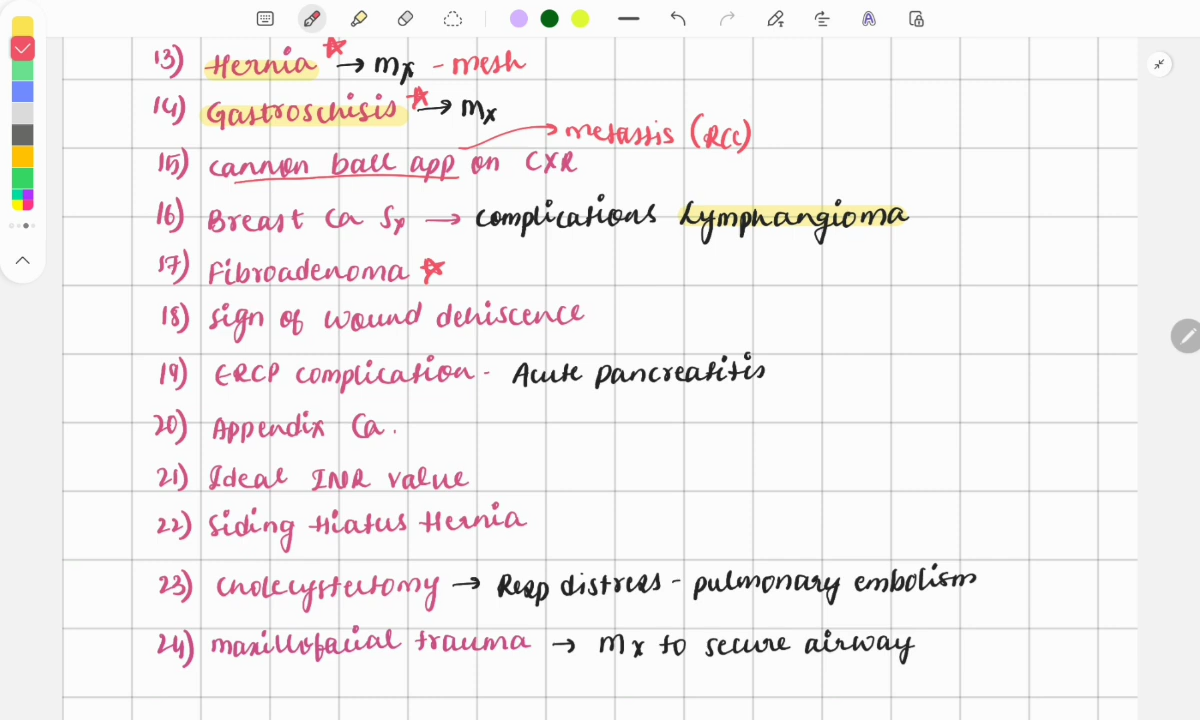 13) Hernia → Mx - mesh
14) Gastroschisis → Mx
metastsis (RCC)
15) cannon ball app on CXR
16) Breast Ca Sx → complications Lymphangioma
17) Fibroadenoma
18) sign of wound dehiscence
19) ERCP complication - Acute pancreatitis
20) Appendix Ca.
21) Ideal INR value
22) Siding Hiatus Hernia
23) Cholecystectomy → Resp distress - pulmonary embolism
24) maxillofacial trauma → Mx to secure airway